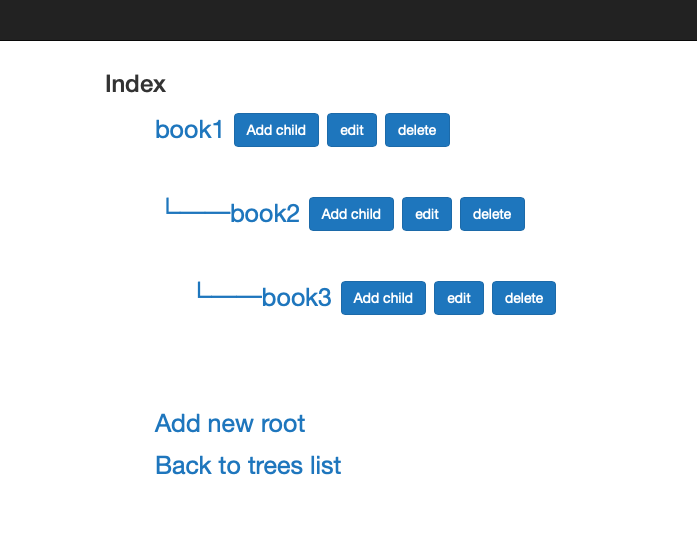 Index
book1 Add child edit delete
book2 Add child edit delete
book3 Add child edit delete
Add new root
Back to trees list